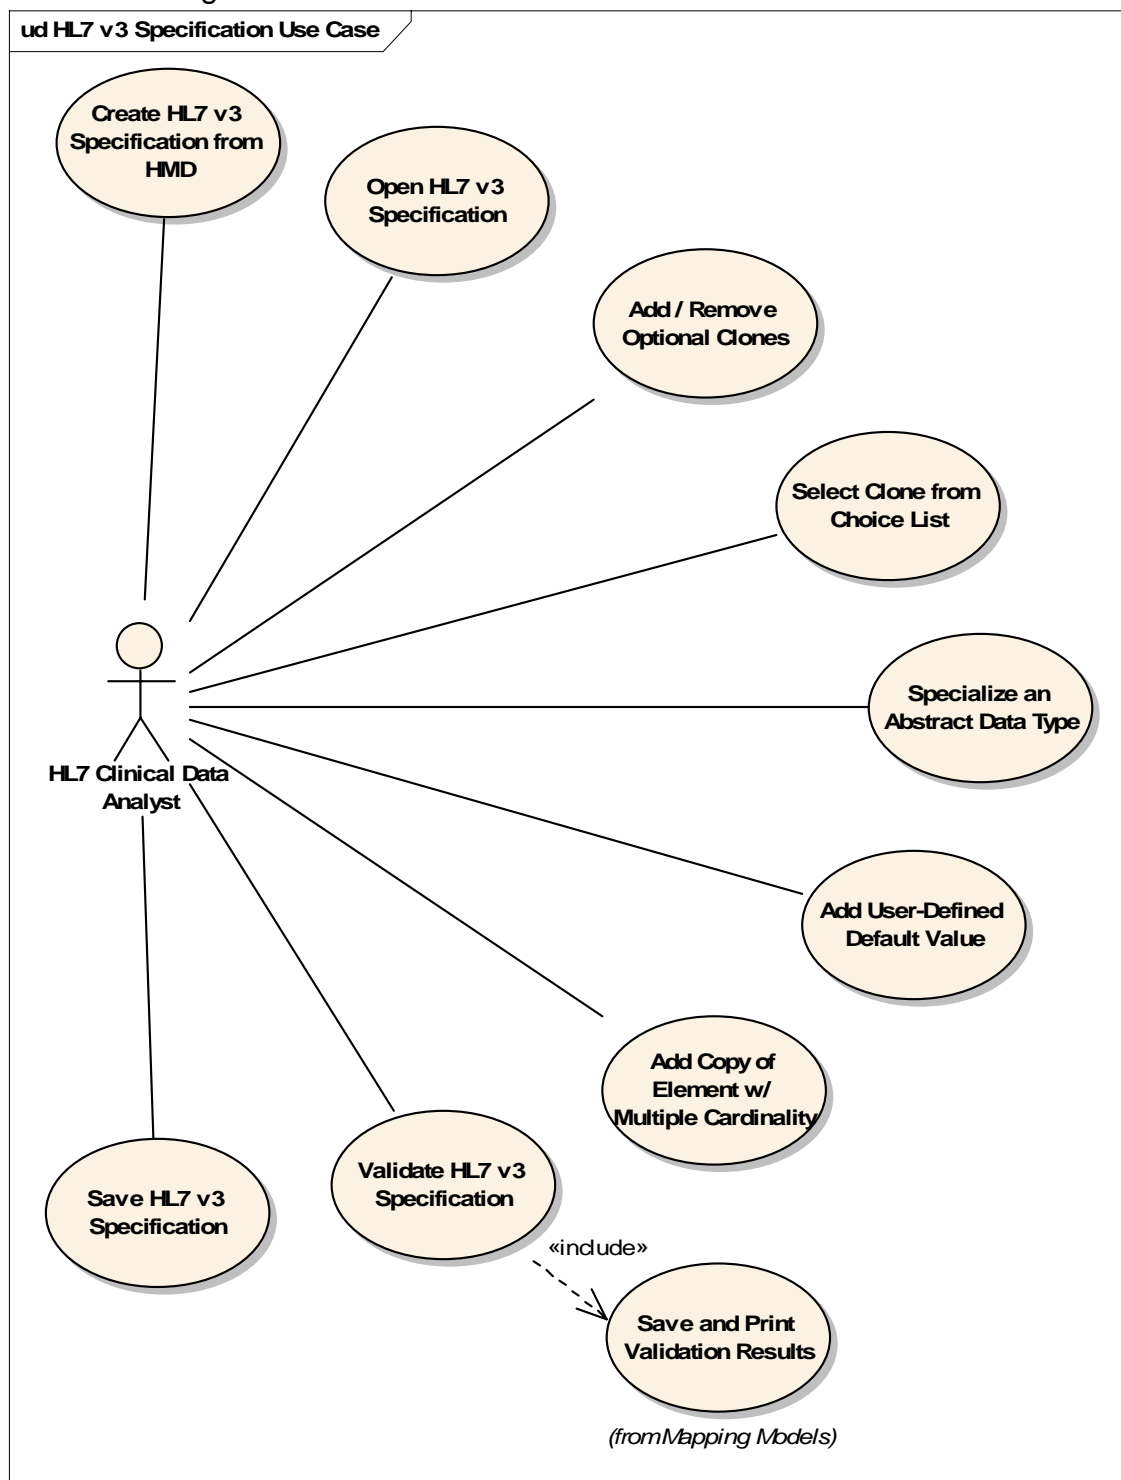 ud HL7 v3 Specification Use Case
Create HL7 v3
Specification from
HMD
Open HL7 v3
Specification
Add / Remove
Optional Clones
Select Clone from
Choice List
Specialize an
Abstract Data Type
HL7 Clinical Data
Analyst
Add User-Defined
Default Value
Add Copy of
Element w/
Multiple Cardinality
Validate HL7 v3
Specification
Save HL7 v3
Specification
«include»
Save and Print
Validation Results
(from Mapping Models)